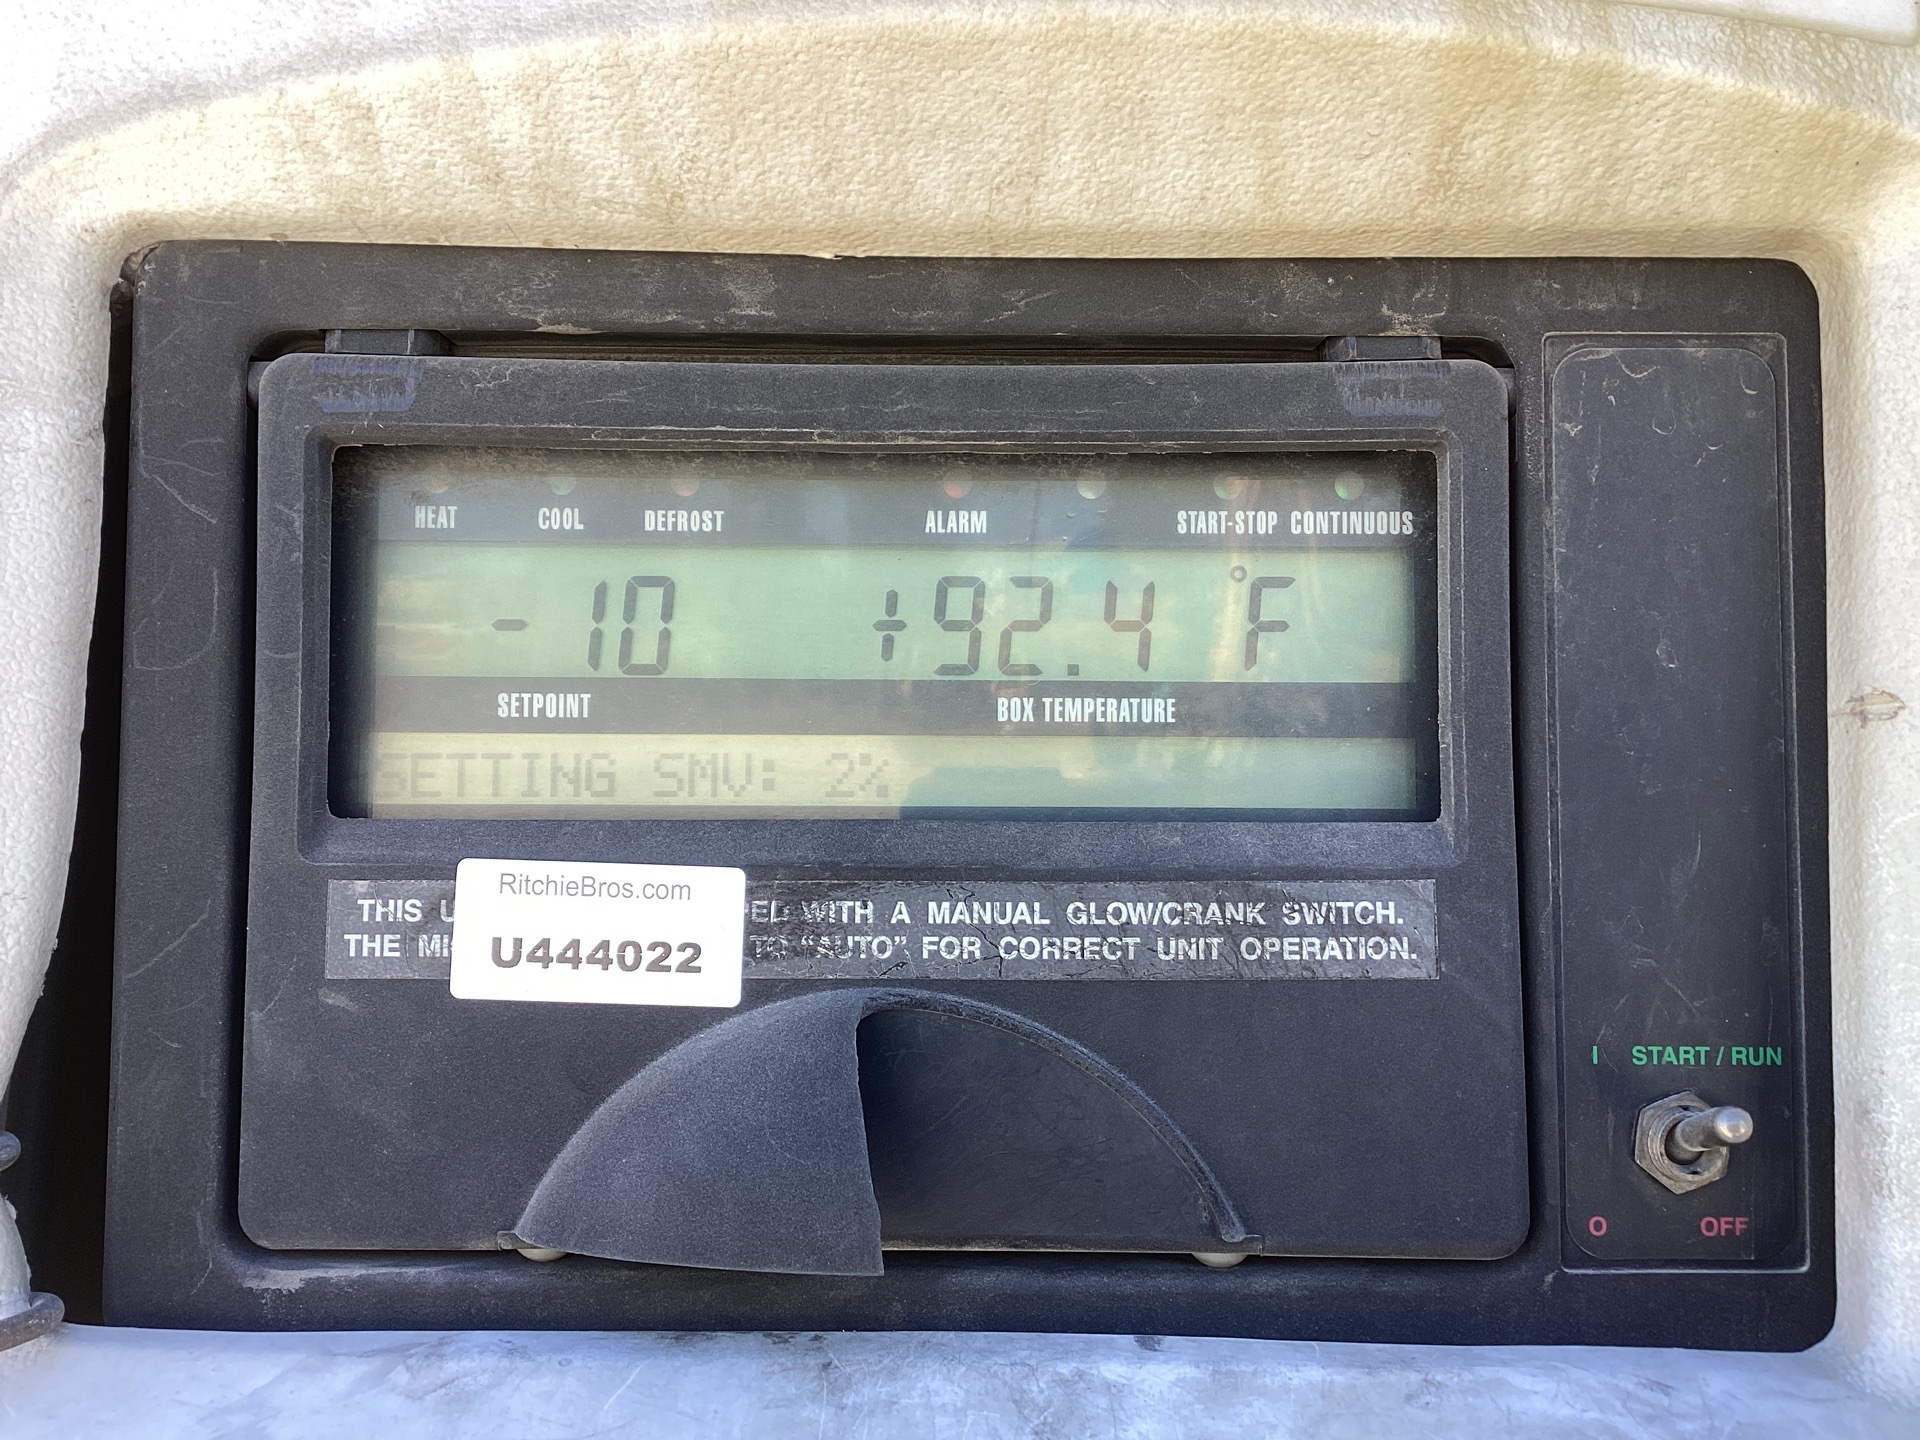 HEAT COOL DEFROST ALARM START-STOP CONTINUOUS
-10 +92.4 °F
SETPOINT BOX TEMPERATURE
SETTING SMV: 2%
RitchieBros.com
U444022
THIS WITH A MANUAL GLOW/CRANK SWITCH.
THE TO "AUTO" FOR CORRECT UNIT OPERATION.
I START / RUN
O OFF